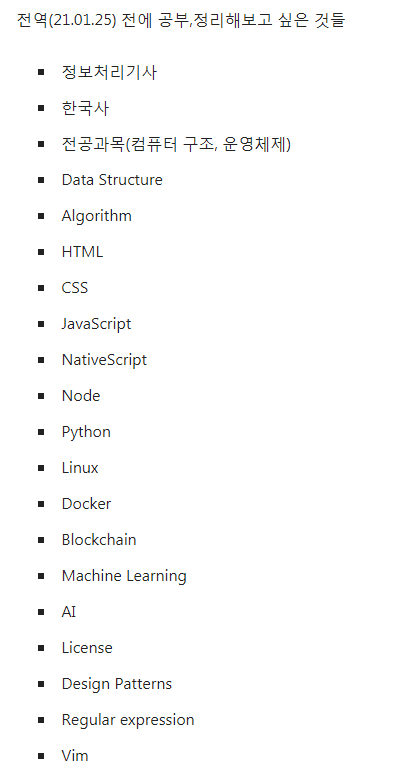 전역(21.01.25) 전에 공부,정리해보고 싶은 것들
정보처리기사
한국사
전공과목(컴퓨터 구조, 운영체제)
Data Structure
Algorithm
HTML
CSS
JavaScript
NativeScript
Node
Python
Linux
Docker
Blockchain
Machine Learning
AI
License
Design Patterns
Regular expression
Vim